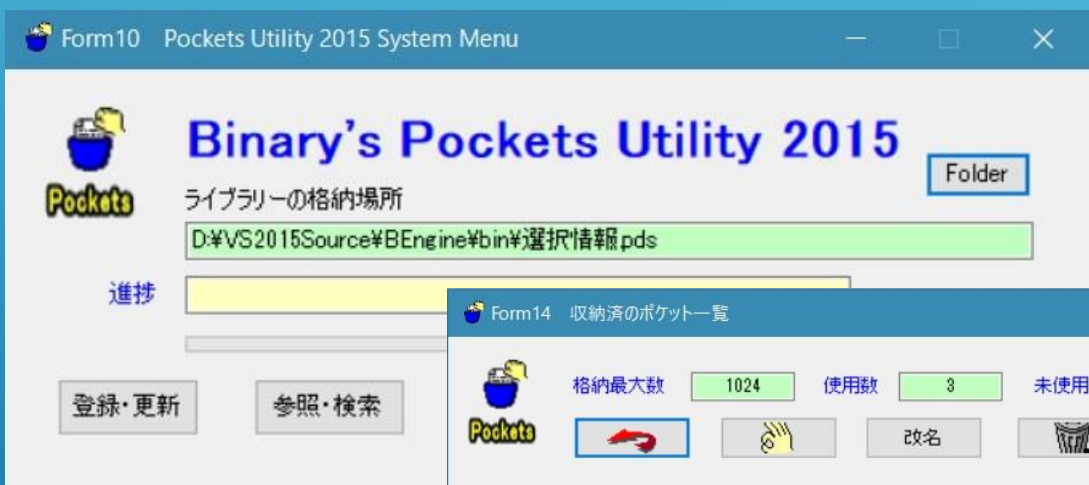 Form10 Pockets Utility 2015 System Menu
Binary's Pockets Utility 2015
Folder
Pockets
ライブラリーの格納場所
D:¥VS2015Source¥BEngine¥bin¥選択情報.pds
進捗
Form14 収納済のポケット一覧
登録・更新
参照・検索
格納最大数 1024 使用数 3 未使用
Pockets
改名